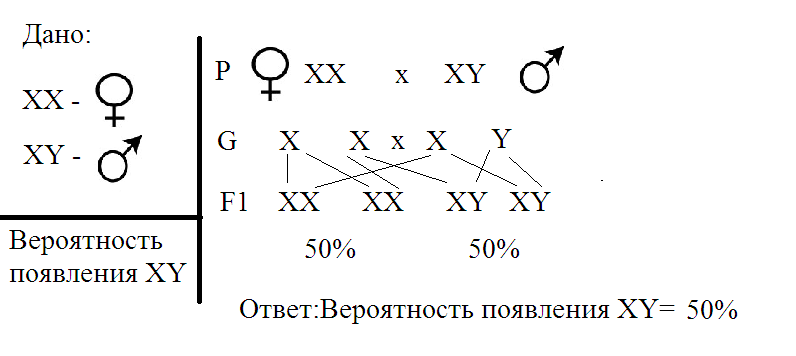 Дано:
XX -
XY -
Вероятность
появления XY
P XX x XY
G X X x X Y
F1 XX XX XY XY
50% 50%
Ответ:Вероятность появления XY= 50%